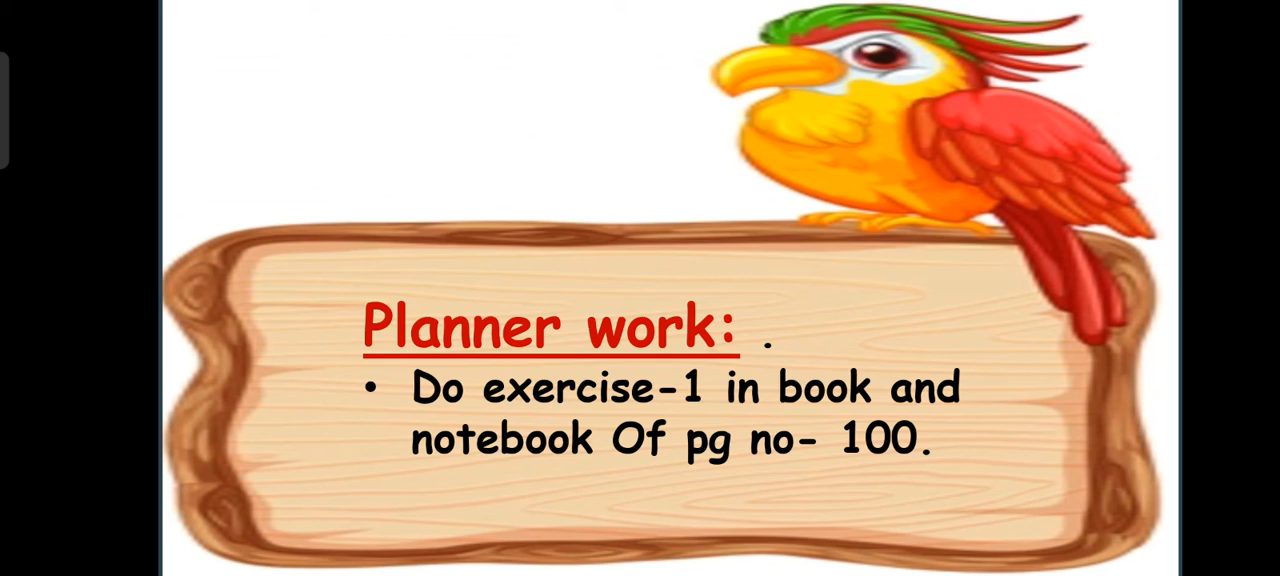 Planner work: .
• Do exercise-1 in book and
notebook Of pg no- 100.